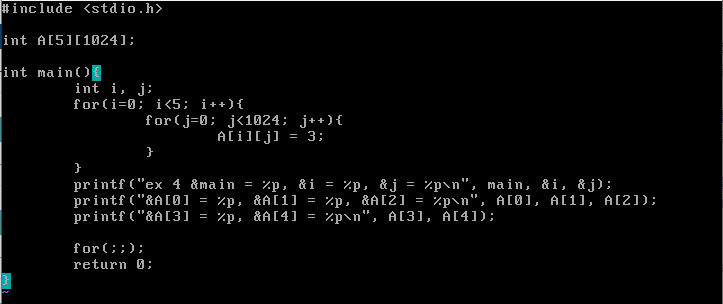 #include <stdio.h>

int A[5][1024];

int main(){
        int i, j;
        for(i=0; i<5; i++){
                for(j=0; j<1024; j++){
                        A[i][j] = 3;
                }
        }
        printf("ex 4 &main = %p, &i = %p, &j = %p\n", main, &i, &j);
        printf("&A[0] = %p, &A[1] = %p, &A[2] = %p\n", A[0], A[1], A[2]);
        printf("&A[3] = %p, &A[4] = %p\n", A[3], A[4]);

        for(;;);
        return 0;
}
~